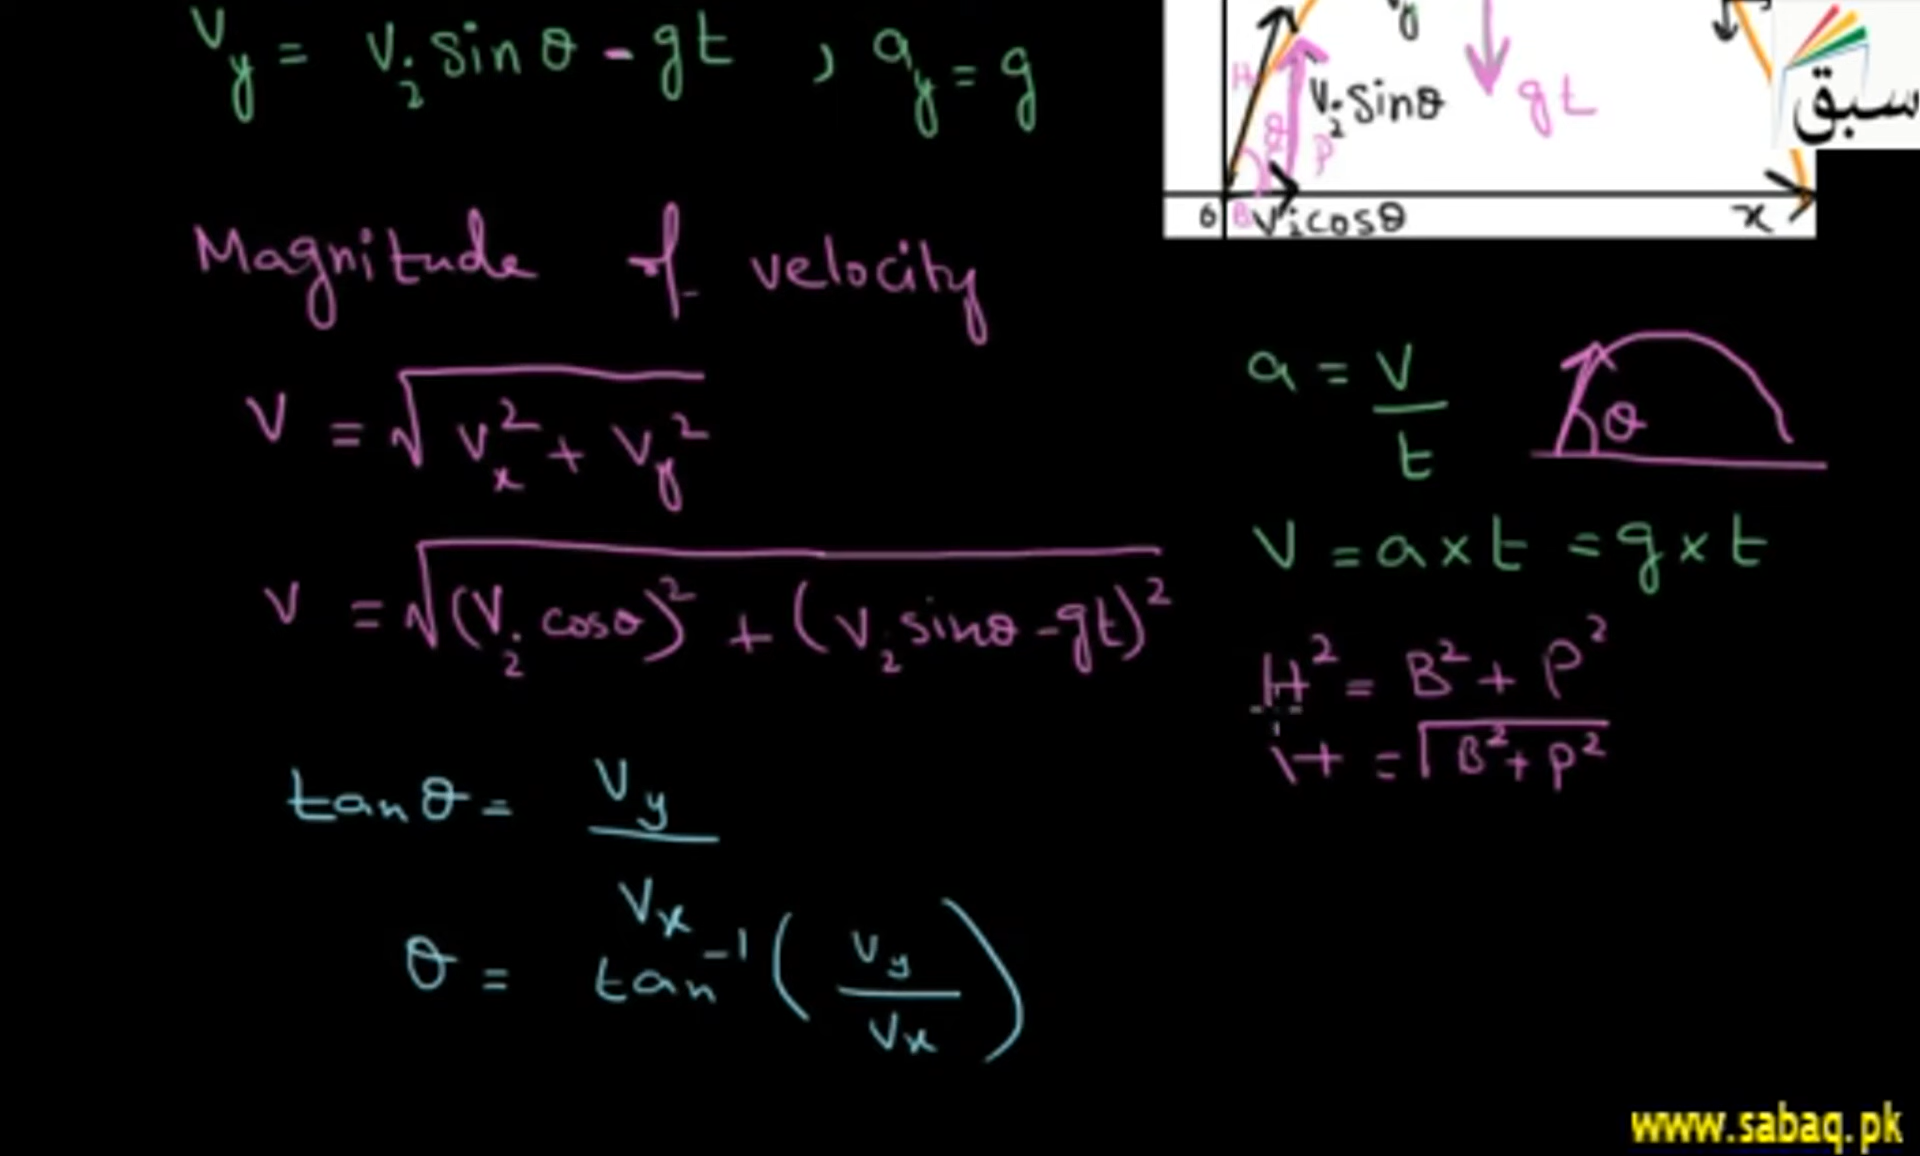 Vy = Vi sinθ - gt , ay = g
y
Vi sinθ
gt
H
θ
P
0 B Vi cosθ x
سبق
Magnitude of velocity
V = √(Vx² + Vy²)
V = √((Vi cosθ)² + (Vi sinθ - gt)²)
a = V/t
θ
V = a × t = g × t
H² = B² + P²
H = √(B² + P²)
tanθ = Vy/Vx
θ = tan⁻¹(Vy/Vx)
www.sabaq.pk